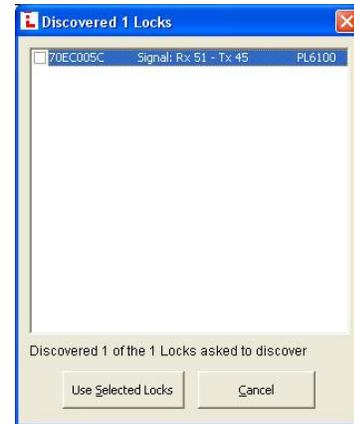 Discovered 1 Locks
70EC005C Signal: Rx 51 - Tx 45 PL6100
Discovered 1 of the 1 Locks asked to discover
Use Selected Locks Cancel